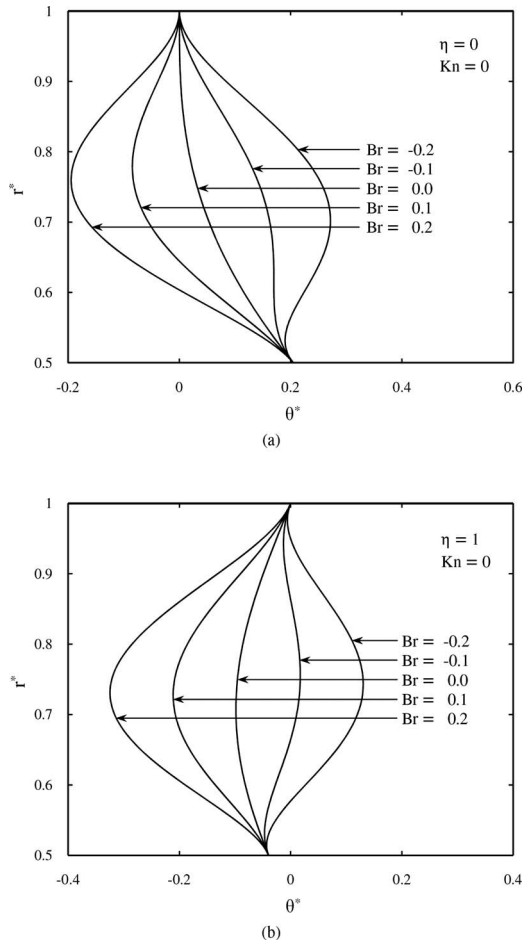 1
η = 0
Kn = 0
0.9
0.8
Br = -0.2
Br = -0.1
r*
Br = 0.0
0.7
Br = 0.1
Br = 0.2
0.6
0.5
-0.2 0 0.2 0.4 0.6
θ*
(a)
1
η = 1
Kn = 0
0.9
0.8
Br = -0.2
Br = -0.1
r*
Br = 0.0
0.7
Br = 0.1
Br = 0.2
0.6
0.5
-0.4 -0.2 0 0.2 0.4
θ*
(b)